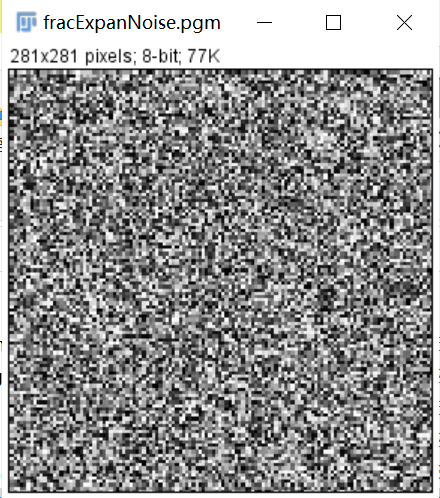 fracExpanNoise.pgm
281x281 pixels; 8-bit; 77K